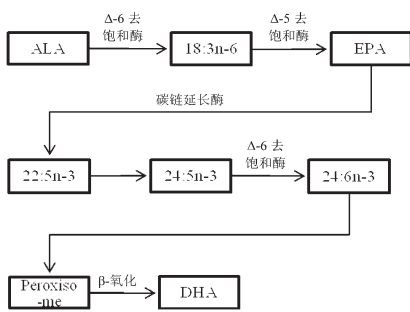 Δ-6 去
饱和酶
Δ-5 去
饱和酶
ALA
18:3n-6
EPA
碳链延长酶
Δ-6 去
饱和酶
22:5n-3
24:5n-3
24:6n-3
Peroxiso
-me
β-氧化
DHA